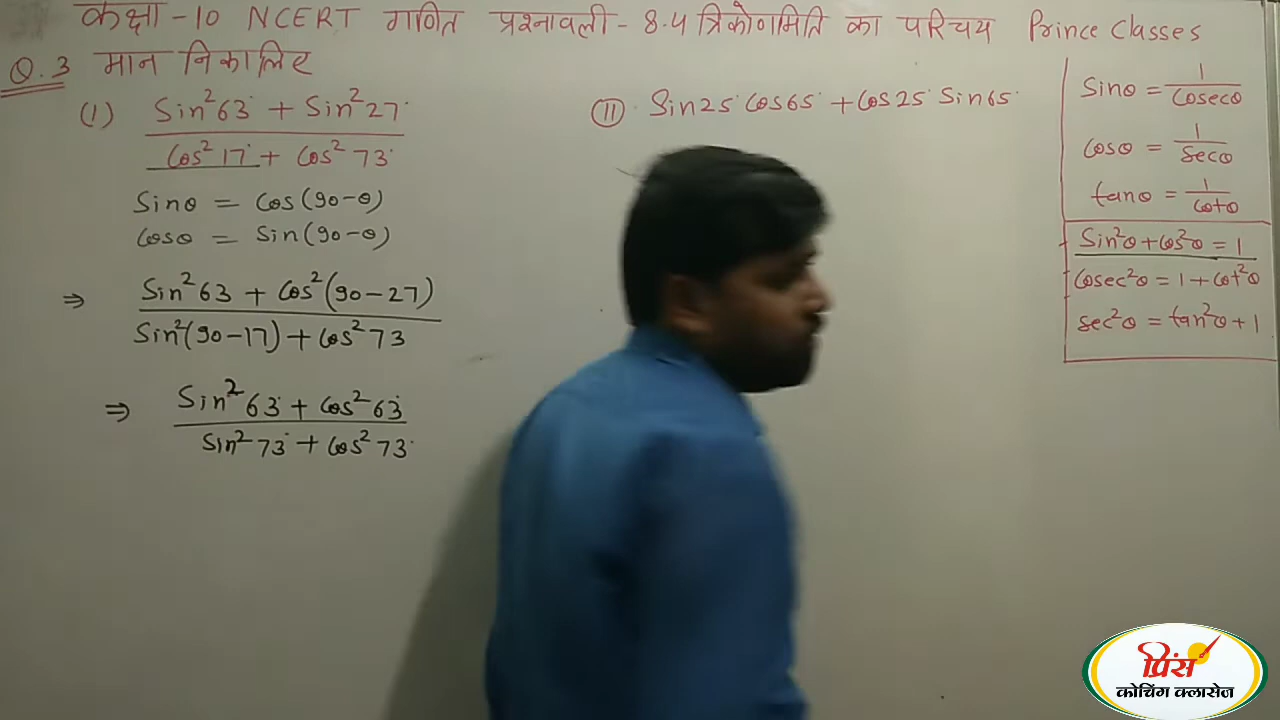 कक्षा -10 NCERT गणित प्रश्नावली - 8.4 त्रिकोणमिति का परिचय Prince Classes
Q.3 मान निकालिए
(I) Sin²63° + Sin²27°
Cos²17° + Cos²73°
Sinθ = Cos(90-θ)
Cosθ = Sin(90-θ)
⇒ Sin²63 + Cos²(90-27)
Sin²(90-17) + Cos²73
⇒ Sin²63° + Cos²63°
Sin²73° + Cos²73°
(II) Sin25° Cos65° + Cos25° Sin65°
Sinθ = 1/Cosecθ
Cosθ = 1/Secθ
tanθ = 1/Cotθ
Sin²θ + Cos²θ = 1
Cosec²θ = 1 + Cot²θ
Sec²θ = tan²θ + 1
प्रिंस
कोचिंग क्लासेज